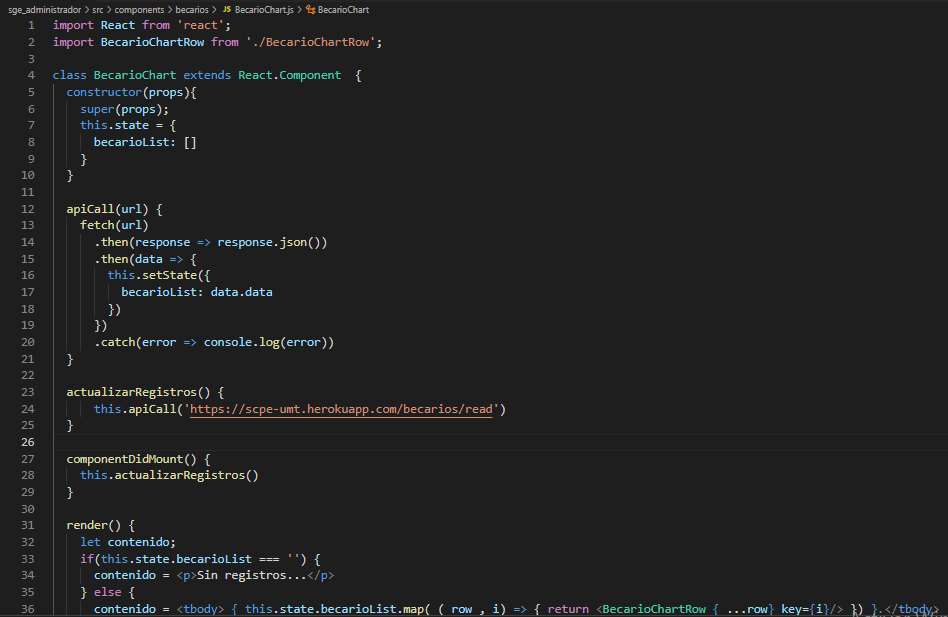 sge_administrador > src > components > becarios > JS BecarioChart.js > BecarioChart
1 import React from 'react';
2 import BecarioChartRow from './BecarioChartRow';
3
4 class BecarioChart extends React.Component  {
5   constructor(props){
6     super(props);
7     this.state = {
8       becarioList: []
9     }
10   }
11
12   apiCall(url) {
13     fetch(url)
14       .then(response => response.json())
15       .then(data => {
16         this.setState({
17           becarioList: data.data
18         })
19       })
20       .catch(error => console.log(error))
21   }
22
23   actualizarRegistros() {
24       this.apiCall('https://scpe-umt.herokuapp.com/becarios/read')
25   }
26
27   componentDidMount() {
28     this.actualizarRegistros()
29   }
30
31   render() {
32     let contenido;
33     if(this.state.becarioList === '') {
34       contenido = <p>Sin registros...</p>
35     } else {
36       contenido = <tbody> { this.state.becarioList.map( ( row , i) => { return <BecarioChartRow { ...row} key={i}/> }) }.</tbody>